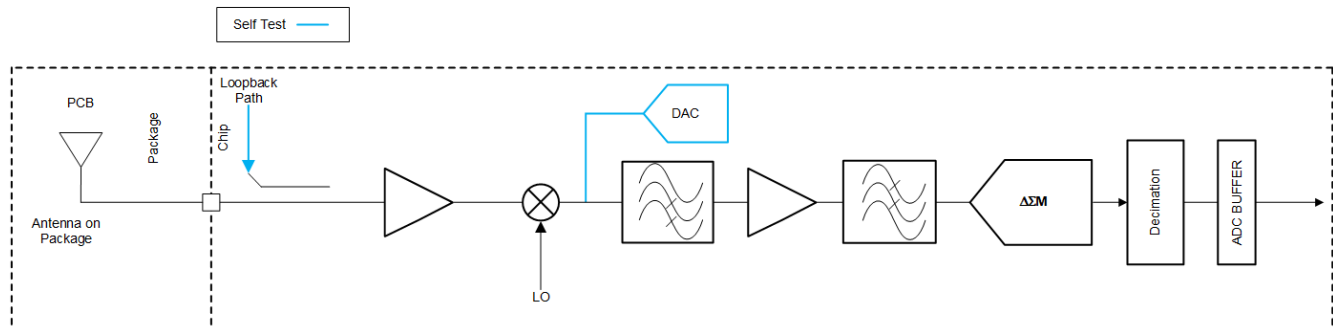 Self Test
Loopback
Path
PCB
Package
Chip
DAC
Antenna on
Package
LO
ΔΣM
Decimation
ADC BUFFER